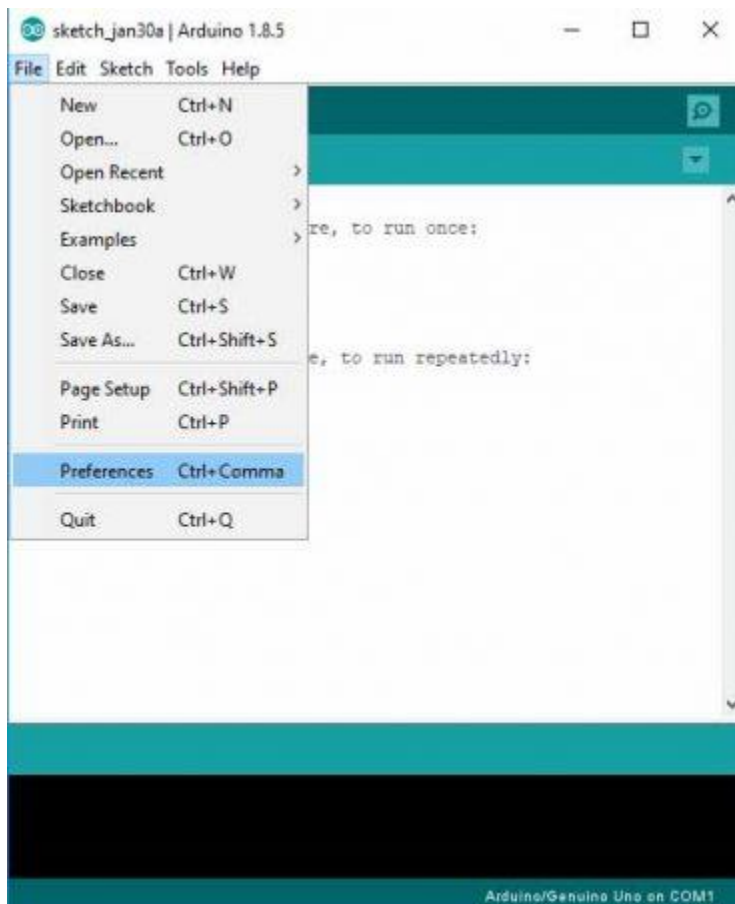 sketch_jan30a | Arduino 1.8.5
File Edit Sketch Tools Help
New Ctrl+N
Open... Ctrl+O
Open Recent
Sketchbook
re, to run once:
Examples
Close Ctrl+W
Save Ctrl+S
Save As... Ctrl+Shift+S
e, to run repeatedly:
Page Setup Ctrl+Shift+P
Print Ctrl+P
Preferences Ctrl+Comma
Quit Ctrl+Q
Arduino/Genuino Uno on COM1